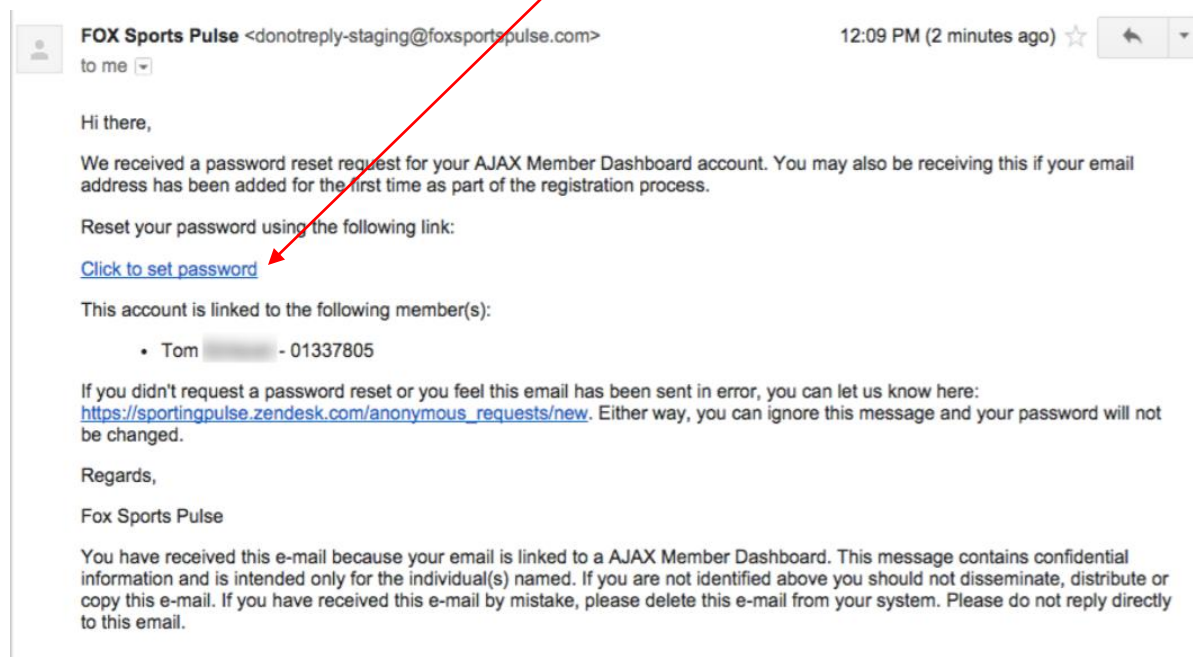 FOX Sports Pulse <donotreply-staging@foxsportspulse.com> 12:09 PM (2 minutes ago)
to me
Hi there,
We received a password reset request for your AJAX Member Dashboard account. You may also be receiving this if your email
address has been added for the first time as part of the registration process.
Reset your password using the following link:
Click to set password
This account is linked to the following member(s):
• Tom - 01337805
If you didn't request a password reset or you feel this email has been sent in error, you can let us know here:
https://sportingpulse.zendesk.com/anonymous_requests/new. Either way, you can ignore this message and your password will not
be changed.
Regards,
Fox Sports Pulse
You have received this e-mail because your email is linked to a AJAX Member Dashboard. This message contains confidential
information and is intended only for the individual(s) named. If you are not identified above you should not disseminate, distribute or
copy this e-mail. If you have received this e-mail by mistake, please delete this e-mail from your system. Please do not reply directly
to this email.